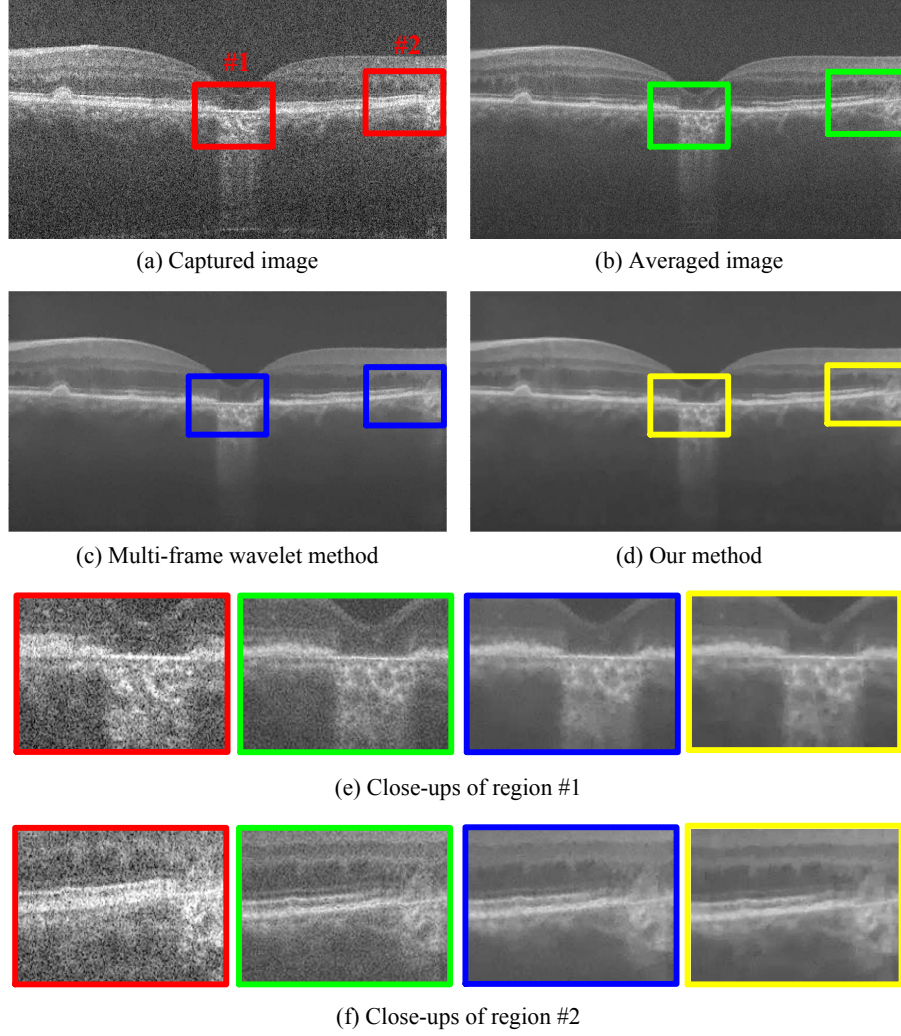 #1
#2
(a) Captured image
(b) Averaged image
(c) Multi-frame wavelet method
(d) Our method
(e) Close-ups of region #1
(f) Close-ups of region #2